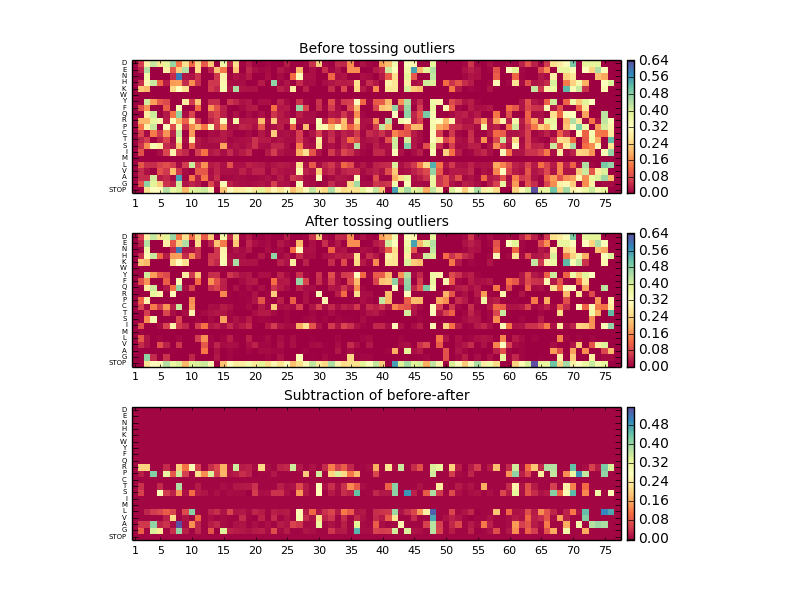 Before tossing outliers
D
E
N
H
K
W
Y
F
Q
R
P
C
T
S
I
M
L
V
A
G
STOP
1 5 10 15 20 25 30 35 40 45 50 55 60 65 70 75
0.64
0.56
0.48
0.40
0.32
0.24
0.16
0.08
0.00
After tossing outliers
D
E
N
H
K
W
Y
F
Q
R
P
C
T
S
I
M
L
V
A
G
STOP
1 5 10 15 20 25 30 35 40 45 50 55 60 65 70 75
0.64
0.56
0.48
0.40
0.32
0.24
0.16
0.08
0.00
Subtraction of before-after
D
E
N
H
K
W
Y
F
Q
R
P
C
T
S
I
M
L
V
A
G
STOP
1 5 10 15 20 25 30 35 40 45 50 55 60 65 70 75
0.48
0.40
0.32
0.24
0.16
0.08
0.00